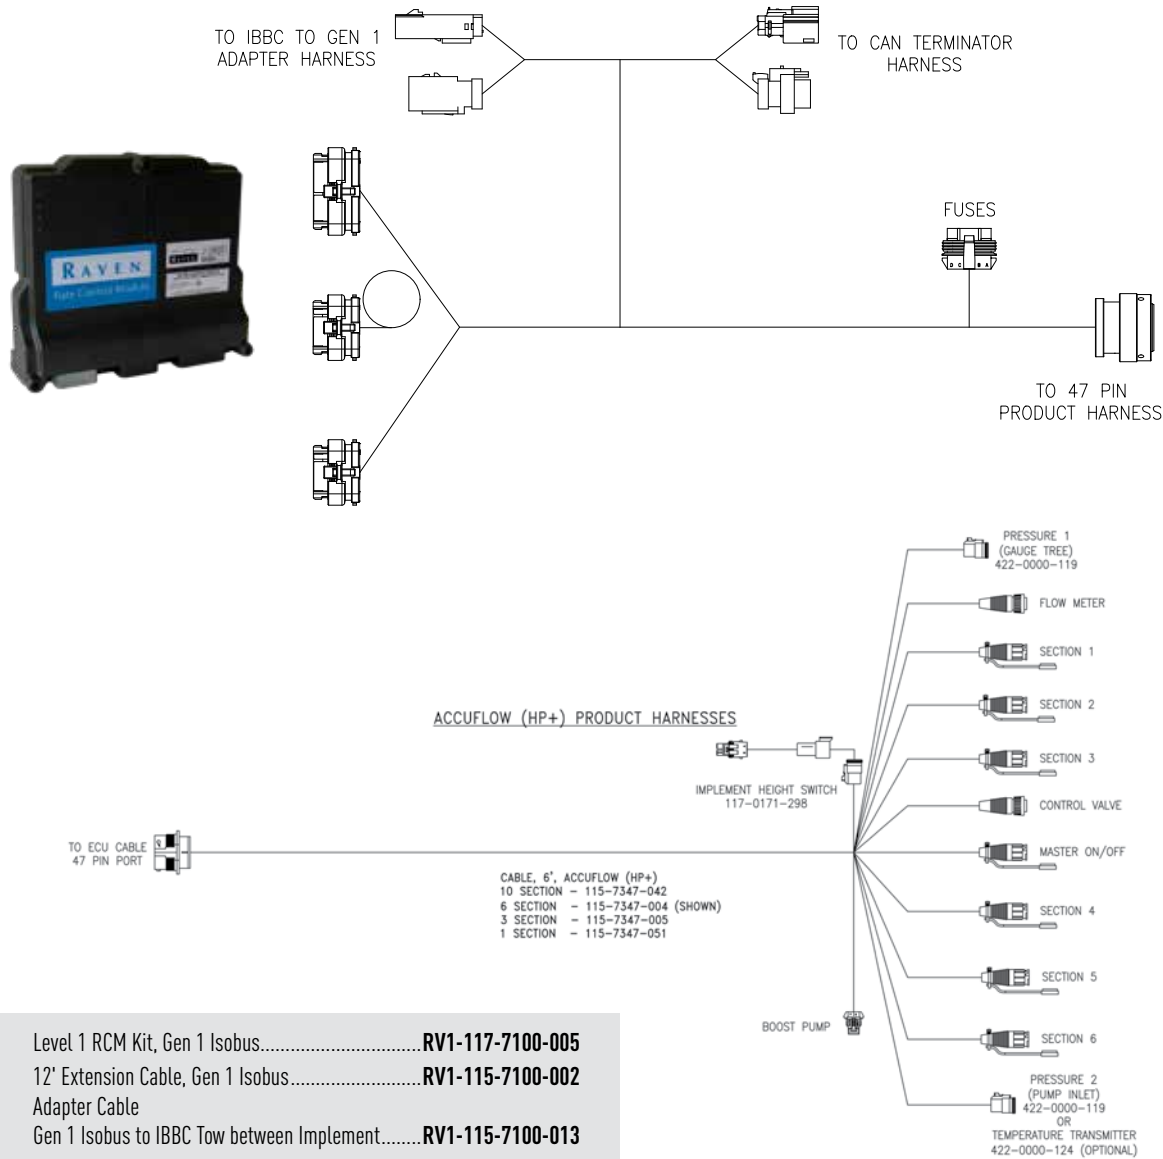 TO IBBC TO GEN 1
ADAPTER HARNESS
TO CAN TERMINATOR
HARNESS
RAVEN
Rate Control Module
FUSES
D C B A
TO 47 PIN
PRODUCT HARNESS
PRESSURE 1
(GAUGE TREE)
422-0000-119
FLOW METER
SECTION 1
SECTION 2
ACCUFLOW (HP+) PRODUCT HARNESSES
SECTION 3
IMPLEMENT HEIGHT SWITCH
117-0171-298
CONTROL VALVE
TO ECU CABLE
47 PIN PORT
MASTER ON/OFF
CABLE, 6', ACCUFLOW (HP+)
10 SECTION - 115-7347-042
6 SECTION - 115-7347-004 (SHOWN)
3 SECTION - 115-7347-005
1 SECTION - 115-7347-051
SECTION 4
SECTION 5
BOOST PUMP
SECTION 6
PRESSURE 2
(PUMP INLET)
422-0000-119
OR
TEMPERATURE TRANSMITTER
422-0000-124 (OPTIONAL)
Level 1 RCM Kit, Gen 1 Isobus................................RV1-117-7100-005
12' Extension Cable, Gen 1 Isobus..........................RV1-115-7100-002
Adapter Cable
Gen 1 Isobus to IBBC Tow between Implement........RV1-115-7100-013